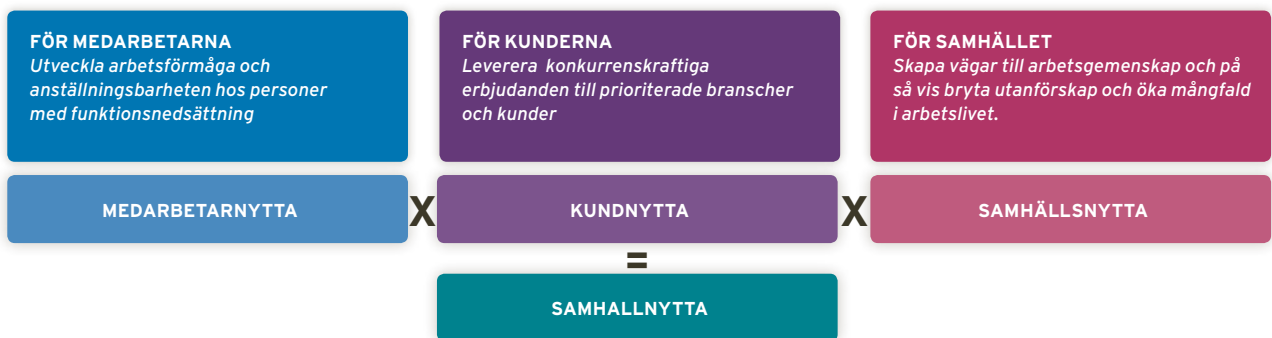 FÖR MEDARBETARNA
Utveckla arbetsförmåga och
anställningsbarheten hos personer
med funktionsnedsättning
FÖR KUNDERNA
Leverera konkurrenskraftiga
erbjudanden till prioriterade branscher
och kunder
FÖR SAMHÄLLET
Skapa vägar till arbetsgemenskap och på
så vis bryta utanförskap och öka mångfald
i arbetslivet.
MEDARBETARNYTTA X KUNDNYTTA X SAMHÄLLSNYTTA
=
SAMHALLNYTTA